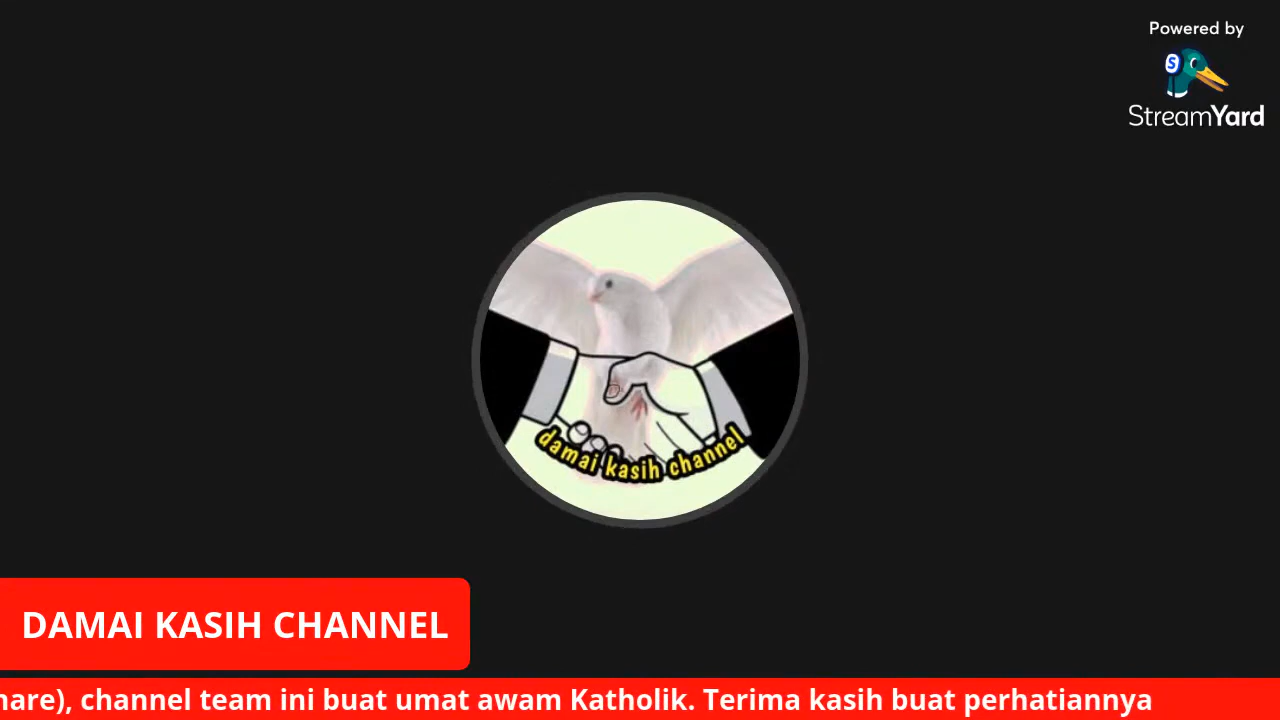 Powered by
S
StreamYard
damai kasih channel
DAMAI KASIH CHANNEL
hare), channel team ini buat umat awam Katholik. Terima kasih buat perhatiannya